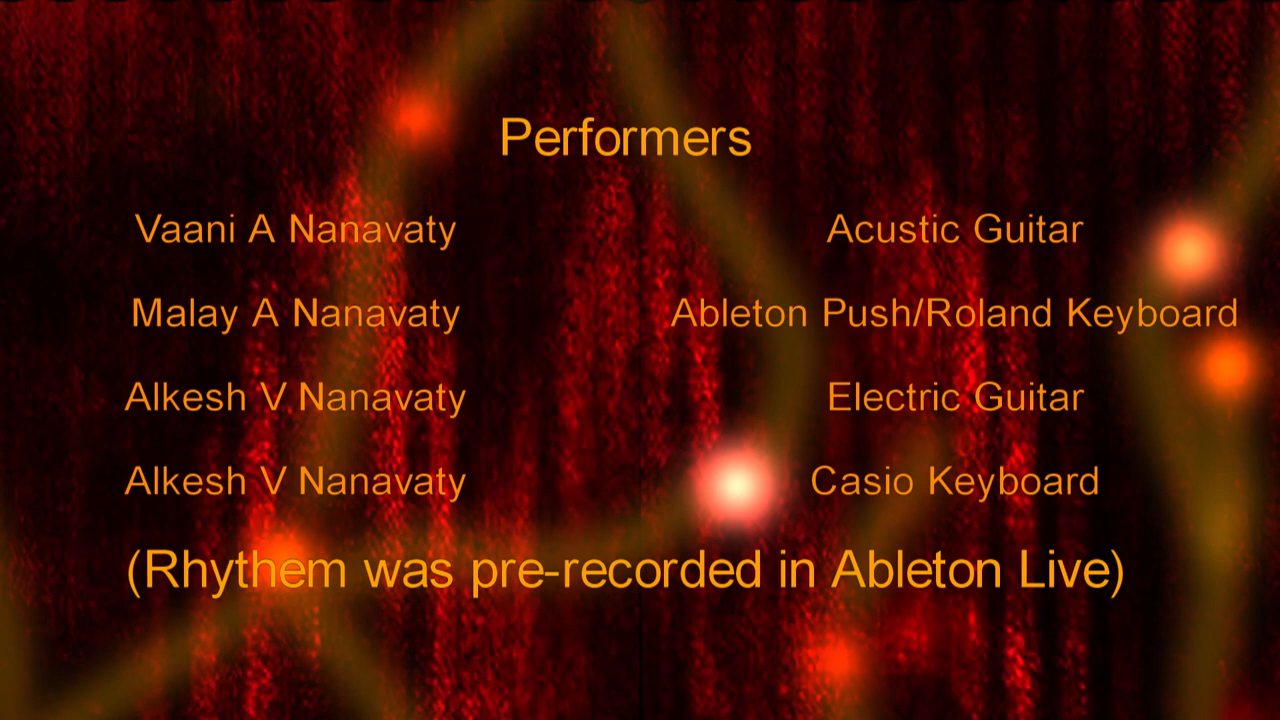 Performers
Vaani A Nanavaty Acustic Guitar
Malay A Nanavaty Ableton Push/Roland Keyboard
Alkesh V Nanavaty Electric Guitar
Alkesh V Nanavaty Casio Keyboard
(Rhythem was pre-recorded in Ableton Live)